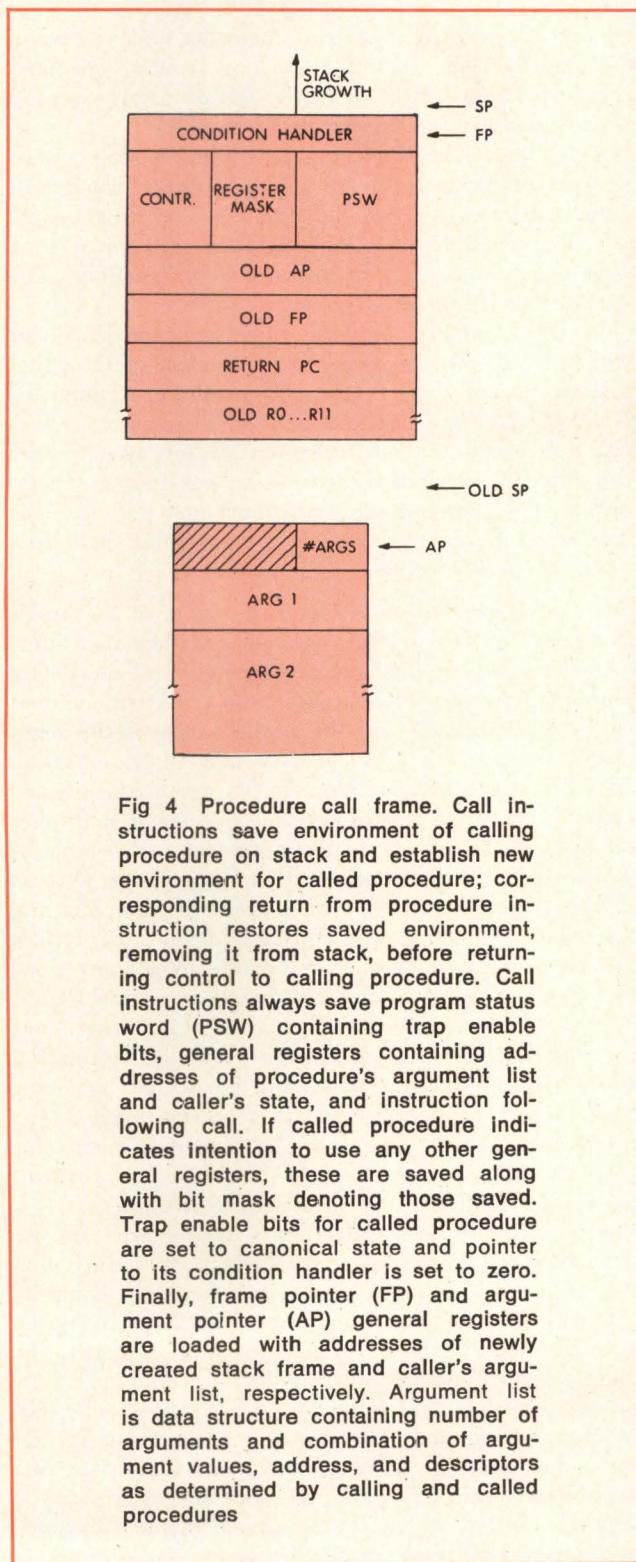 STACK
GROWTH
SP
CONDITION HANDLER
FP
CONTR.
REGISTER
MASK
PSW
OLD AP
OLD FP
RETURN PC
OLD R0...R11
OLD SP
#ARGS
AP
ARG 1
ARG 2
Fig 4 Procedure call frame. Call in-
structions save environment of calling
procedure on stack and establish new
environment for called procedure; cor-
responding return from procedure in-
struction restores saved environment,
removing it from stack, before return-
ing control to calling procedure. Call
instructions always save program status
word (PSW) containing trap enable
bits, general registers containing ad-
dresses of procedure's argument list
and caller's state, and instruction fol-
lowing call. If called procedure indi-
cates intention to use any other gen-
eral registers, these are saved along
with bit mask denoting those saved.
Trap enable bits for called procedure
are set to canonical state and pointer
to its condition handler is set to zero.
Finally, frame pointer (FP) and argu-
ment pointer (AP) general registers
are loaded with addresses of newly
created stack frame and caller's argu-
ment list, respectively. Argument list
is data structure containing number of
arguments and combination of argu-
ment values, address, and descriptors
as determined by calling and called
procedures